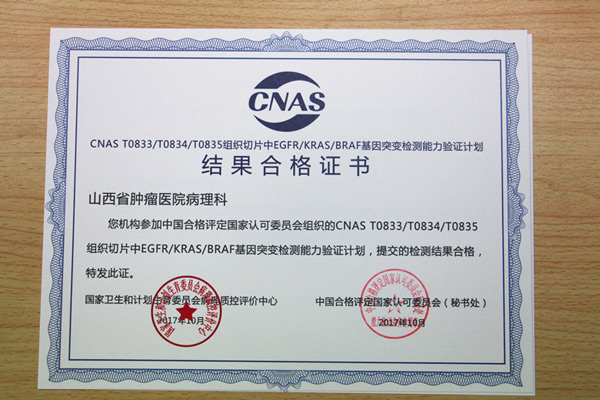 CNAS
CNAS T0833/T0834/T0835组织切片中EGFR/KRAS/BRAF基因突变检测能力验证计划
结果合格证书
山西省肿瘤医院病理科
您机构参加中国合格评定国家认可委员会组织的CNAS T0833/T0834/T0835
组织切片中EGFR/KRAS/BRAF基因突变检测能力验证计划，提交的检测结果合格，
特发此证。
国家卫生和计划生育委员会病理质控评价中心
2017年10月
中国合格评定国家认可委员会（秘书处）
2017年10月